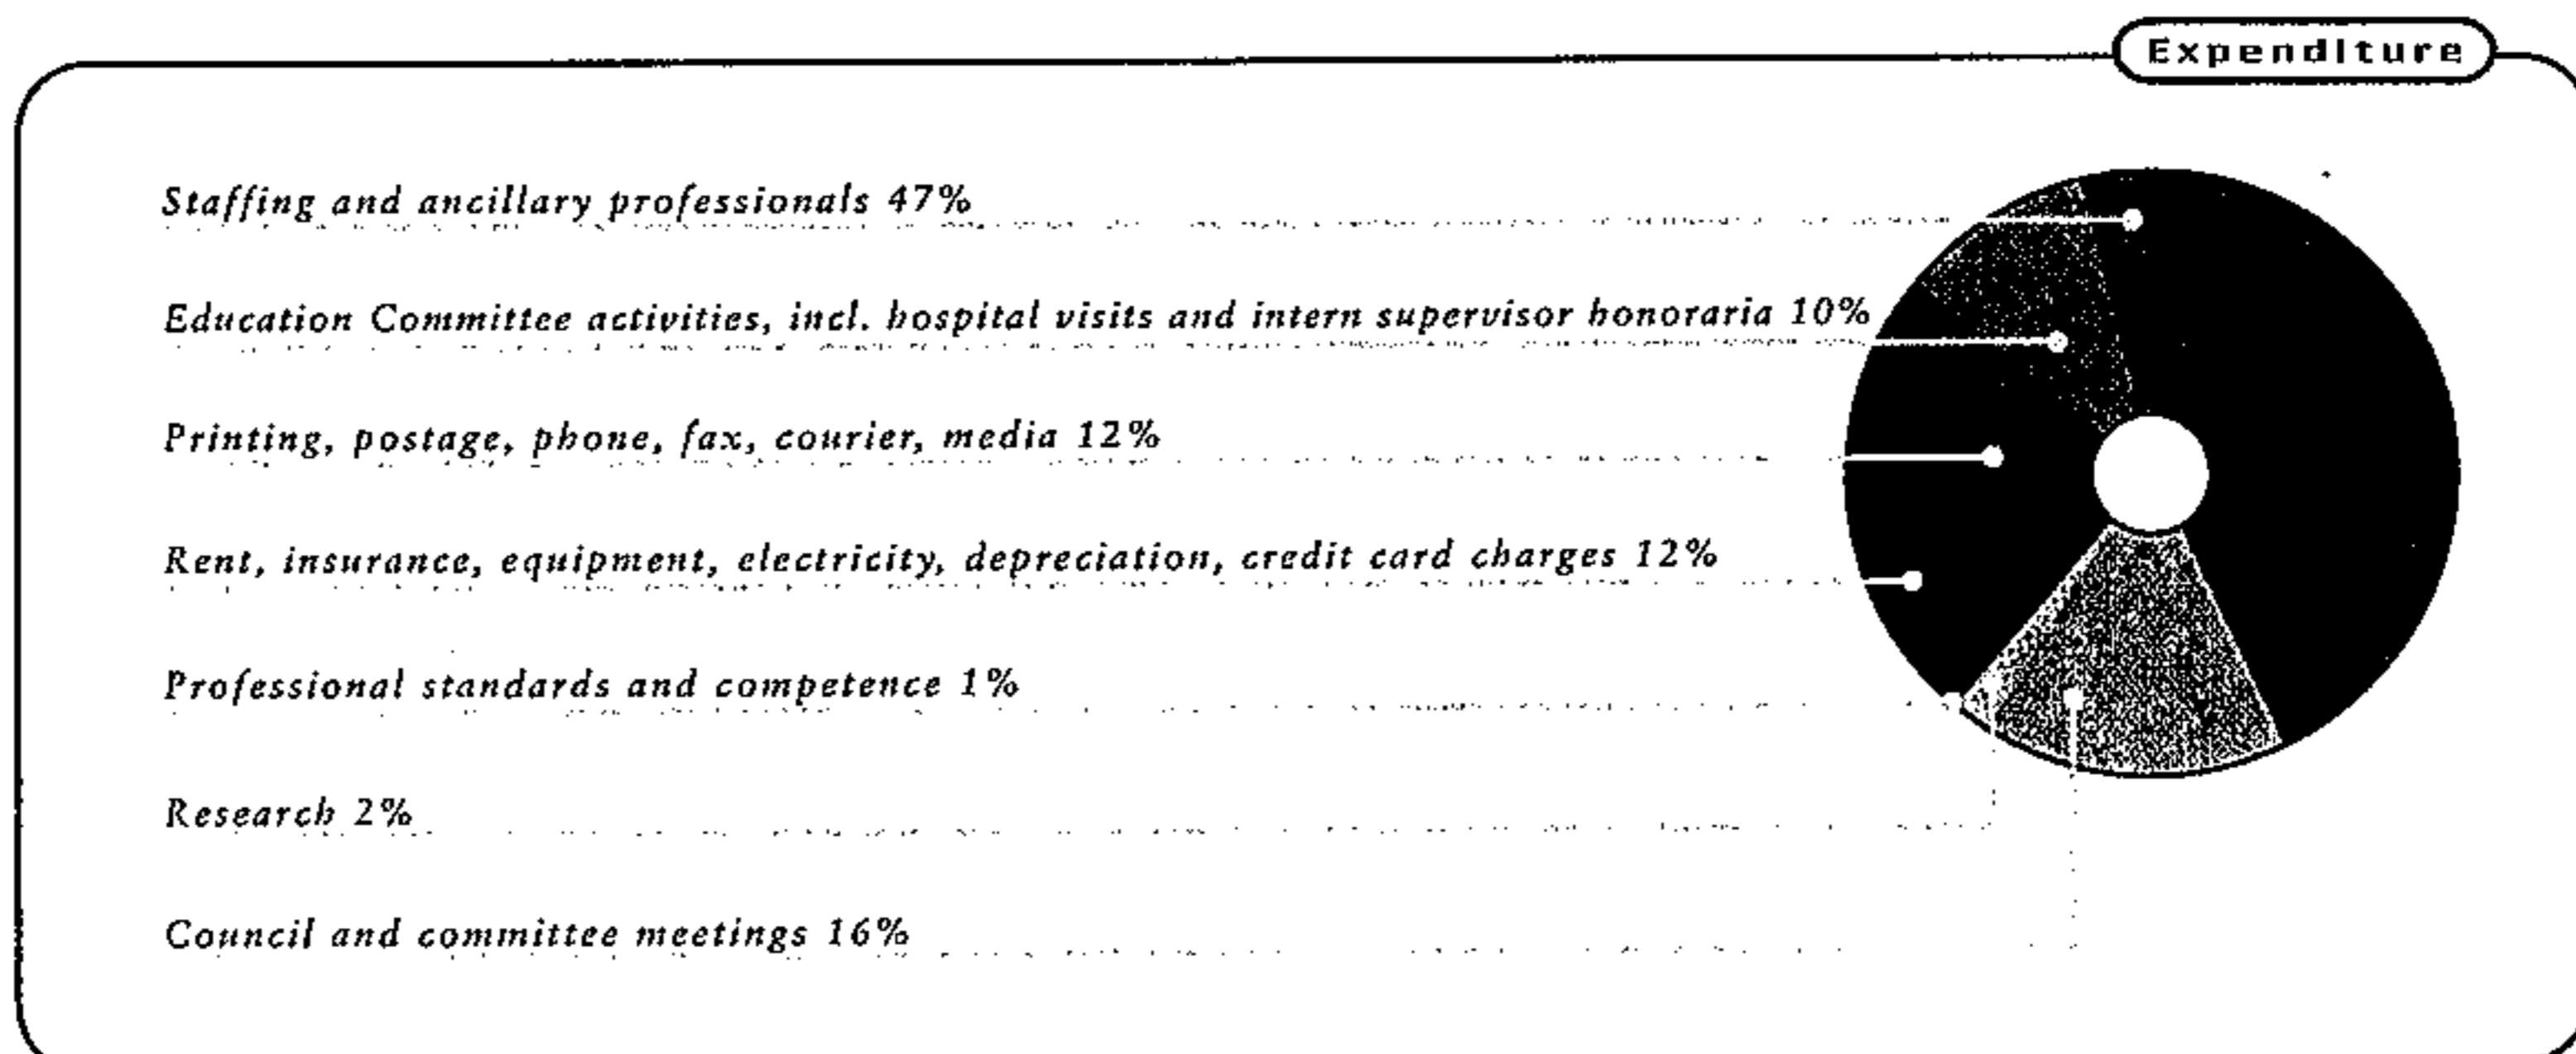 Expenditure
Staffing and ancillary professionals 47%
Education Committee activities, incl. hospital visits and intern supervisor honoraria 10%
Printing, postage, phone, fax, courier, media 12%
Rent, insurance, equipment, electricity, depreciation, credit card charges 12%
Professional standards and competence 1%
Research 2%
Council and committee meetings 16%